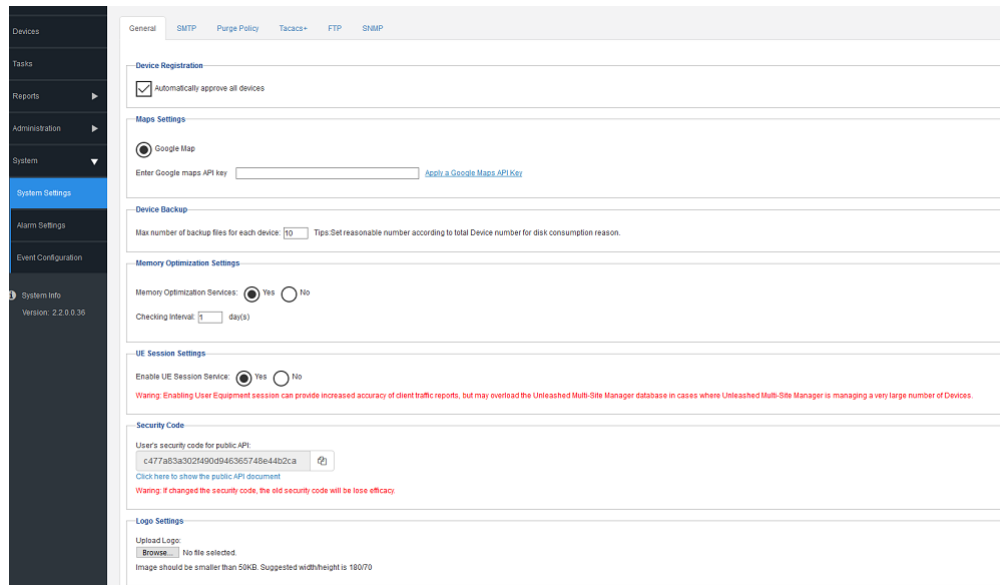 Devices
Tasks
Reports
Administration
System
System Settings
Alarm Settings
Event Configuration
System Info
Version: 2.2.0.0.36
General SMTP Purge Policy Tacacs+ FTP SNMP
Device Registration
Automatically approve all devices
Maps Settings
Google Map
Enter Google maps API key Apply a Google Maps API Key
Device Backup
Max number of backup files for each device: 10 Tips:Set reasonable number according to total Device number for disk consumption reason.
Memory Optimization Settings
Memory Optimization Services: Yes No
Checking Interval: 1 day(s)
UE Session Settings
Enable UE Session Service: Yes No
Waring: Enabling User Equipment session can provide increased accuracy of client traffic reports, but may overload the Unleashed Multi-Site Manager database in cases where Unleashed Multi-Site Manager is managing a very large number of Devices.
Security Code
User's security code for public API:
c477a83a302f490d946365748e44b2ca
Click here to show the public API document
Waring: If changed the security code, the old security code will be lose efficacy.
Logo Settings
Upload Logo:
Browse... No file selected.
Image should be smaller than 50KB. Suggested width/height is 180/70